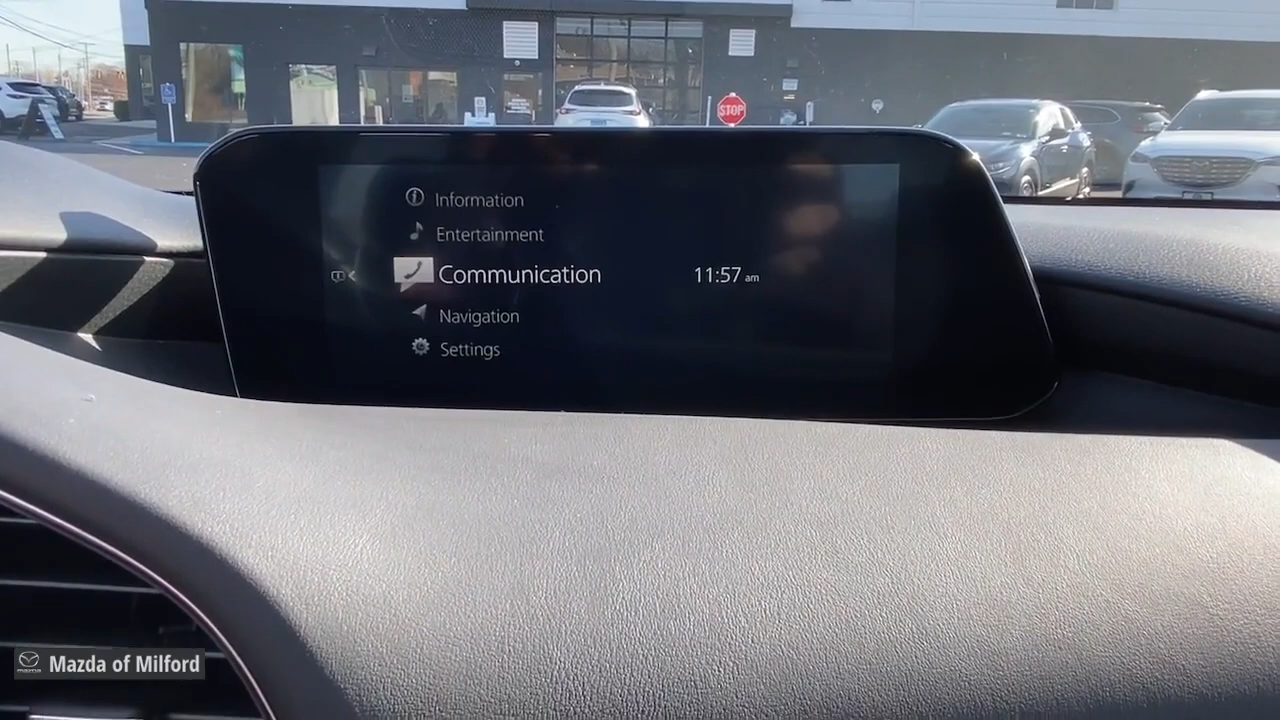 STOP
Information
Entertainment
Communication
11:57 am
Navigation
Settings
Mazda of Milford